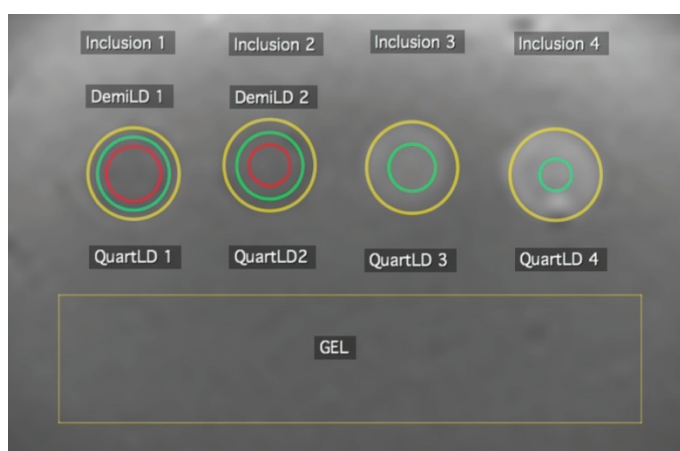 Inclusion 1
Inclusion 2
Inclusion 3
Inclusion 4
DemiLD 1
DemiLD 2
QuartLD 1
QuartLD2
QuartLD 3
QuartLD 4
GEL